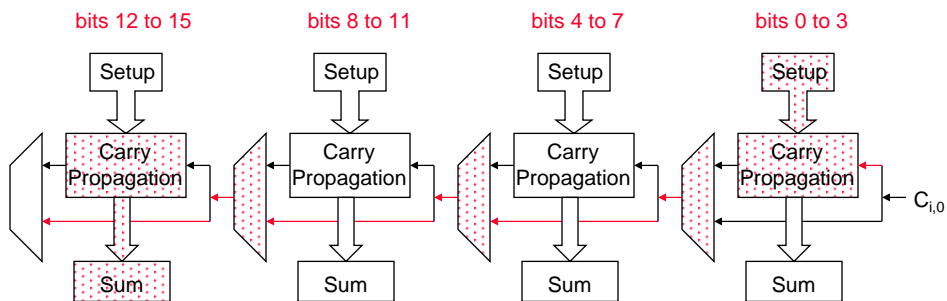 bits 12 to 15 bits 8 to 11 bits 4 to 7 bits 0 to 3
Setup Setup Setup Setup
Carry Carry Carry Carry
Propagation Propagation Propagation Propagation
C_{i,0}
Sum Sum Sum Sum